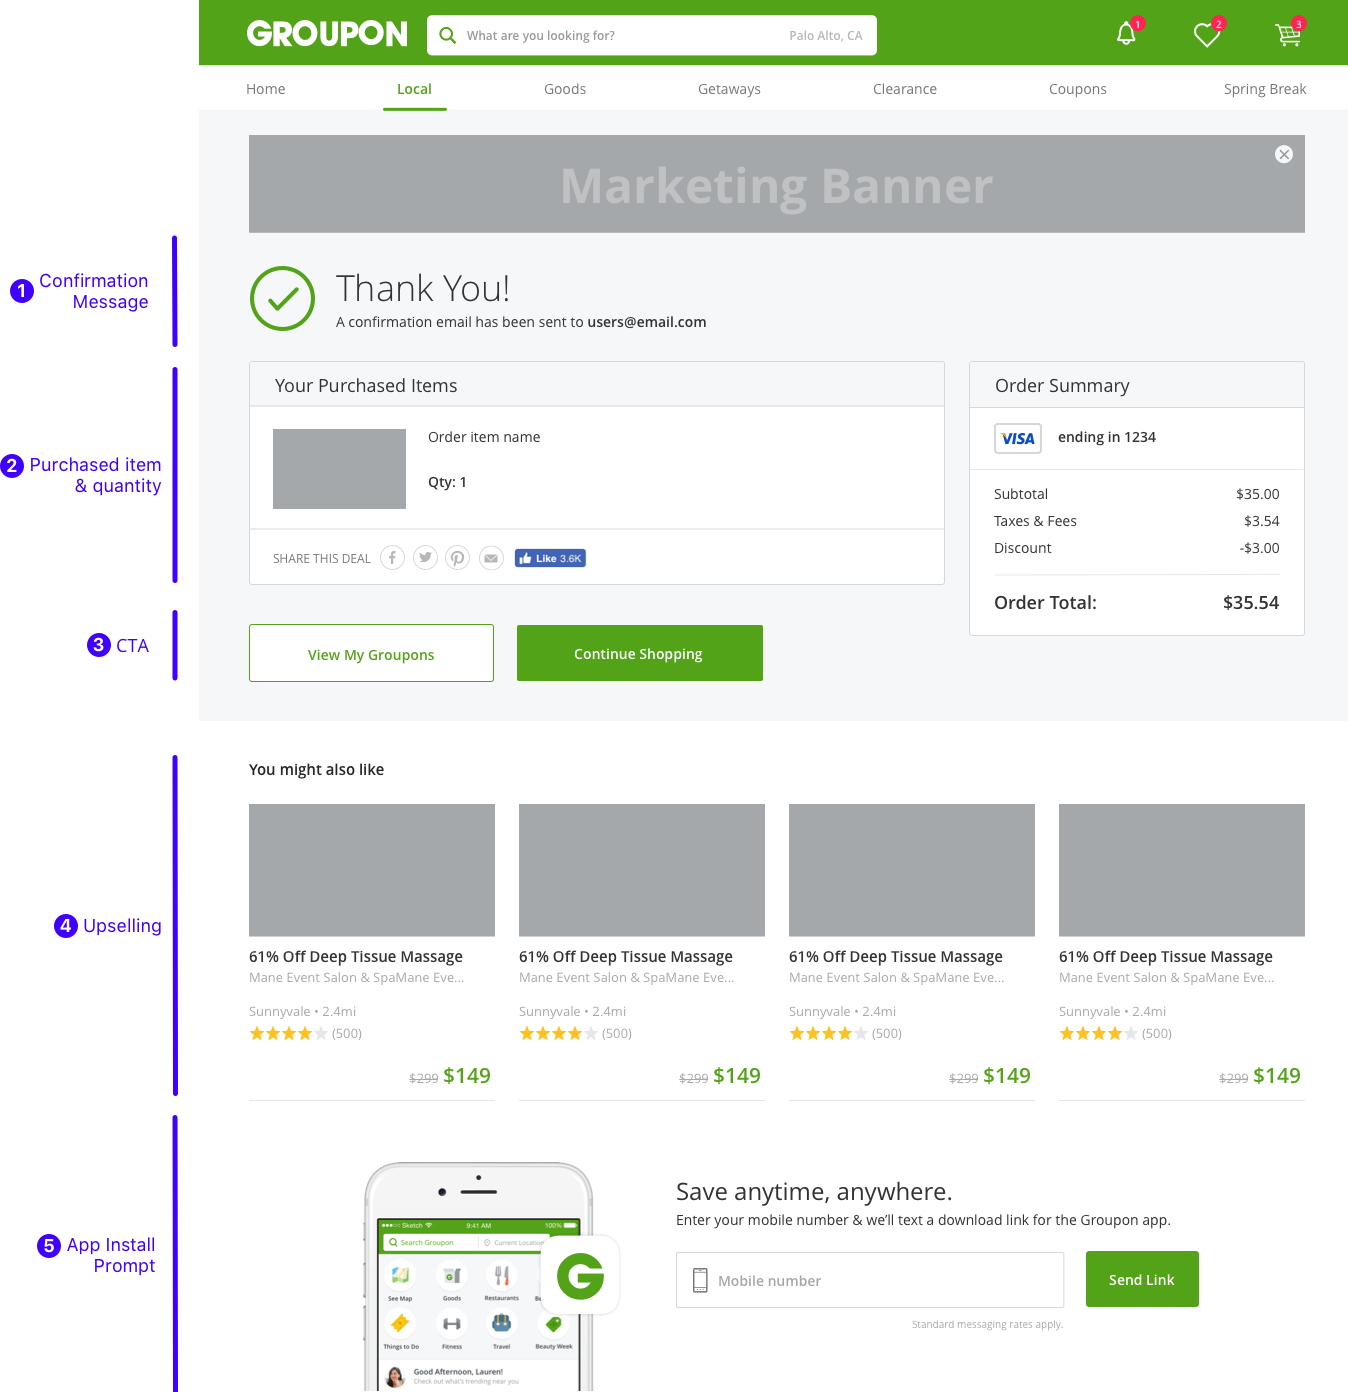 GROUPON
What are you looking for?
Palo Alto, CA
1
2
3
Home
Local
Goods
Getaways
Clearance
Coupons
Spring Break
Marketing Banner
1 Confirmation
Message
Thank You!
A confirmation email has been sent to users@email.com
2 Purchased item
& quantity
Your Purchased Items
Order item name
Qty: 1
SHARE THIS DEAL
Like 3.6K
Order Summary
VISA ending in 1234
Subtotal $35.00
Taxes & Fees $3.54
Discount -$3.00
Order Total: $35.54
3 CTA
View My Groupons
Continue Shopping
4 Upselling
You might also like
61% Off Deep Tissue Massage
Mane Event Salon & SpaMane Eve...
Sunnyvale • 2.4mi
(500)
$299 $149
61% Off Deep Tissue Massage
Mane Event Salon & SpaMane Eve...
Sunnyvale • 2.4mi
(500)
$299 $149
61% Off Deep Tissue Massage
Mane Event Salon & SpaMane Eve...
Sunnyvale • 2.4mi
(500)
$299 $149
61% Off Deep Tissue Massage
Mane Event Salon & SpaMane Eve...
Sunnyvale • 2.4mi
(500)
$299 $149
5 App Install
Prompt
Sketch 9:41 AM 100%
Search Groupon
Current Location
See Map
Goods
Restaurants
Things to Do
Fitness
Travel
Beauty Week
Good Afternoon, Lauren!
Check out what's trending near you
G
Save anytime, anywhere.
Enter your mobile number & we'll text a download link for the Groupon app.
Mobile number
Send Link
Standard messaging rates apply.